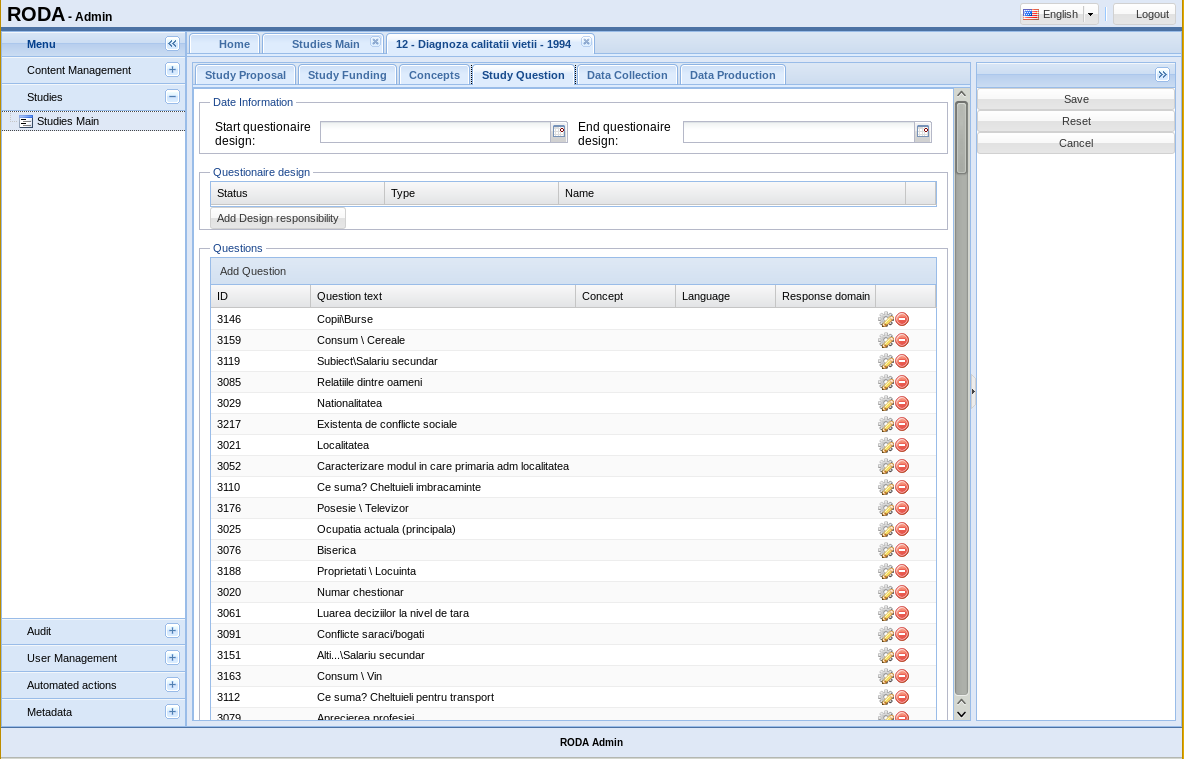 RODA - Admin
English
Logout
Menu
Content Management
Studies
Studies Main
Audit
User Management
Automated actions
Metadata
Home
Studies Main
12 - Diagnoza calitatii vietii - 1994
Study Proposal
Study Funding
Concepts
Study Question
Data Collection
Data Production
Date Information
Start questionaire
design:
End questionaire
design:
Questionaire design
Status Type Name
Add Design responsibility
Questions
Add Question
ID Question text Concept Language Response domain
3146 Copii\Burse
3159 Consum \ Cereale
3119 Subiect\Salariu secundar
3085 Relatiile dintre oameni
3029 Nationalitatea
3217 Existenta de conflicte sociale
3021 Localitatea
3052 Caracterizare modul in care primaria adm localitatea
3110 Ce suma? Cheltuieli imbracaminte
3176 Posesie \ Televizor
3025 Ocupatia actuala (principala)
3076 Biserica
3188 Proprietati \ Locuinta
3020 Numar chestionar
3061 Luarea deciziilor la nivel de tara
3091 Conflicte saraci/bogati
3151 Alti...\Salariu secundar
3163 Consum \ Vin
3112 Ce suma? Cheltuieli pentru transport
3079 Aprecierea profesiei
Save
Reset
Cancel
RODA Admin